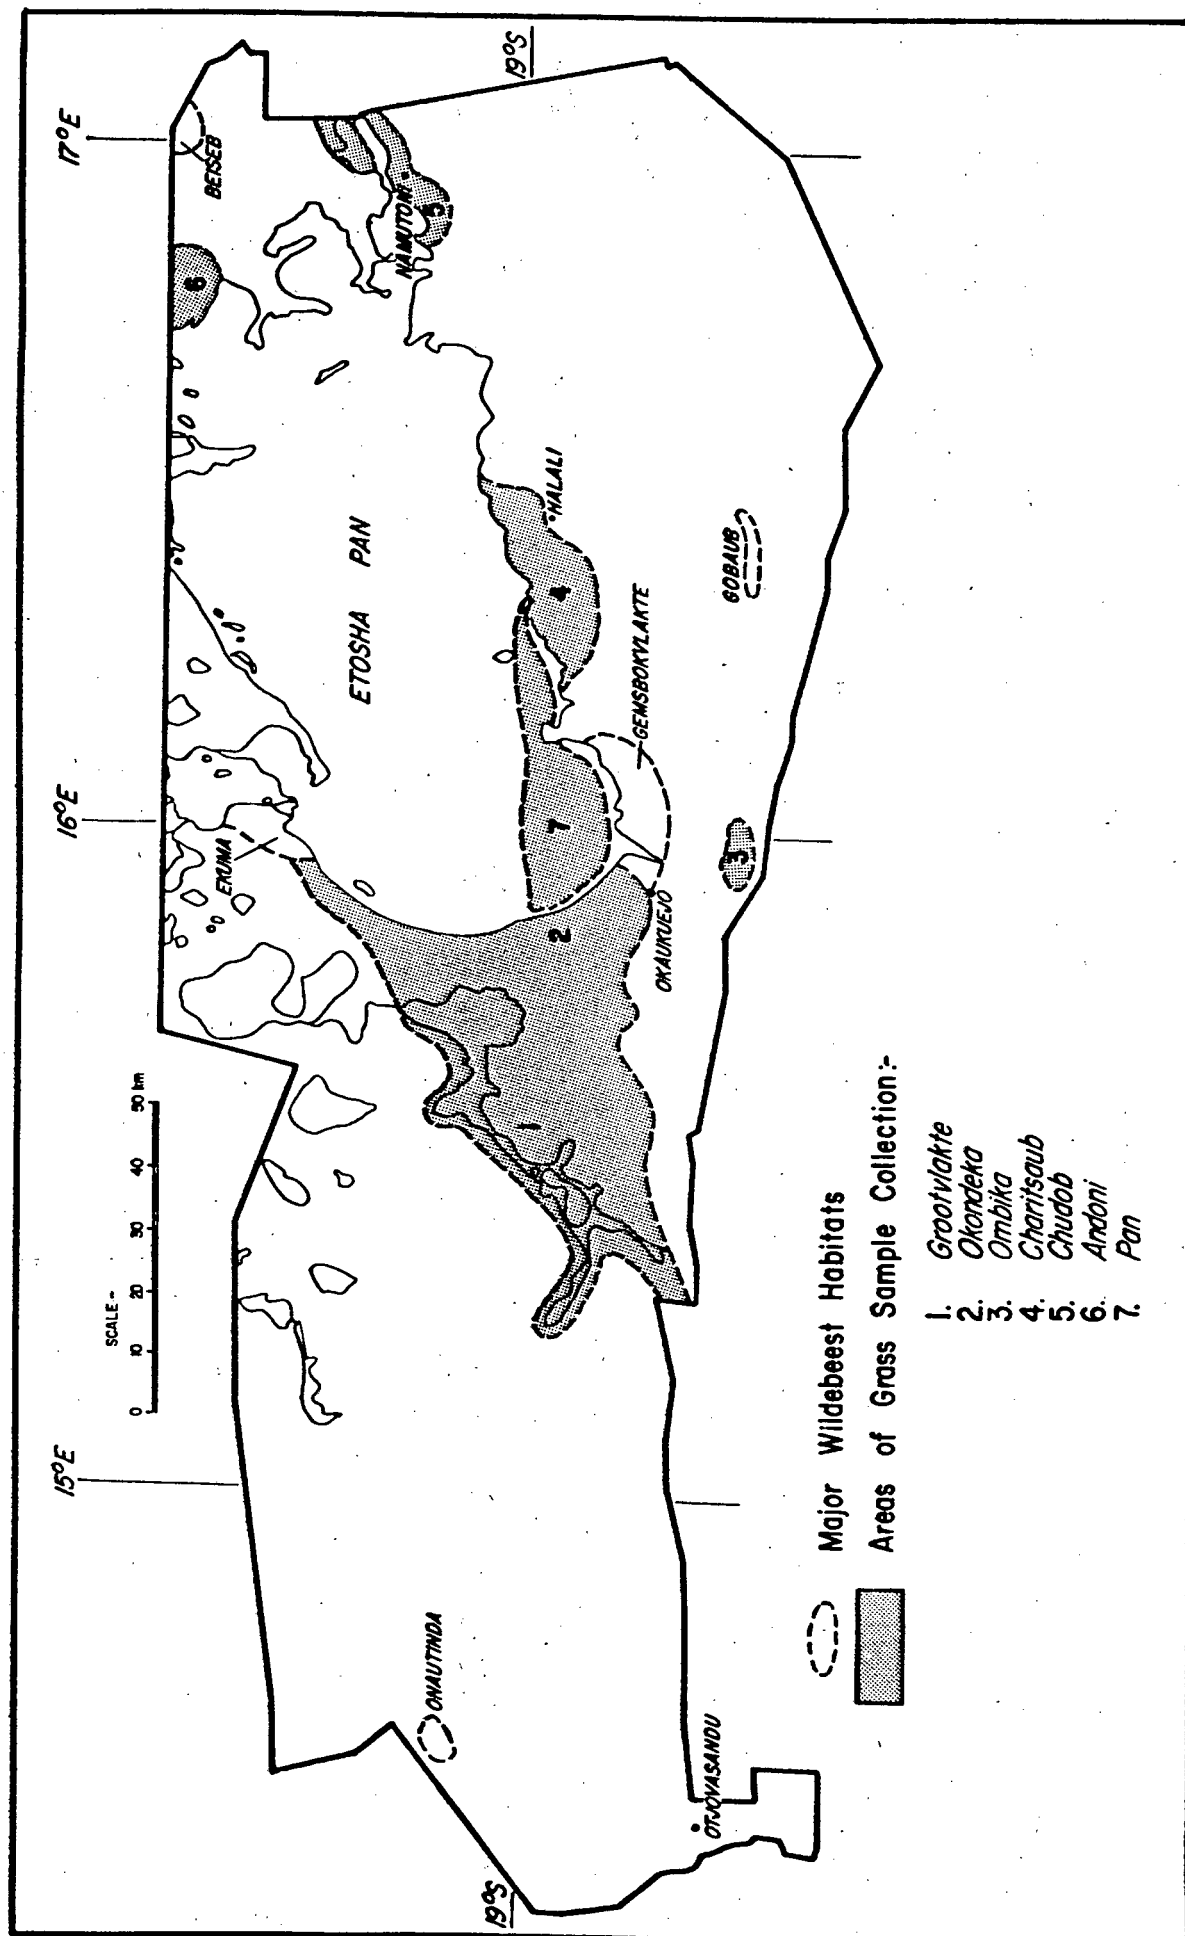 15°E
16°E
17°E
SCALE:-
0 10 20 30 40 50 km
BEISEB
EKUMA
6
NAMUTONI
5
ONAUTINDA
ETOSHA PAN
19°S
19°S
1
2
7
4
HALALI
GEMSBOKVLAKTE
OKAUKUEJO
3
GOBAUB
OTJOVASANDU
Major Wildebeest Habitats
Areas of Grass Sample Collection:-
1. Grootvlakte
2. Okondeka
3. Ombika
4. Charitsaub
5. Chudob
6. Andoni
7. Pan